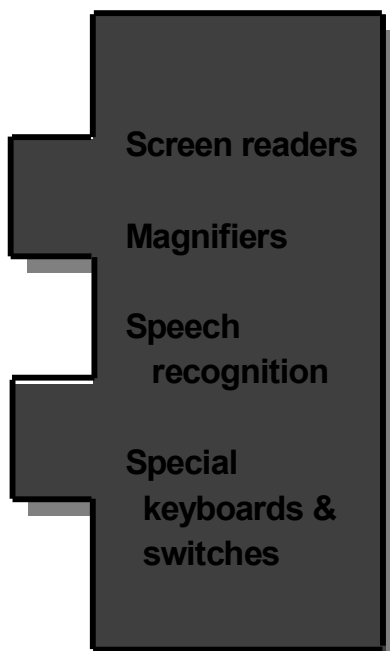 Screen readers
Magnifiers
Speech
recognition
Special
keyboards &
switches